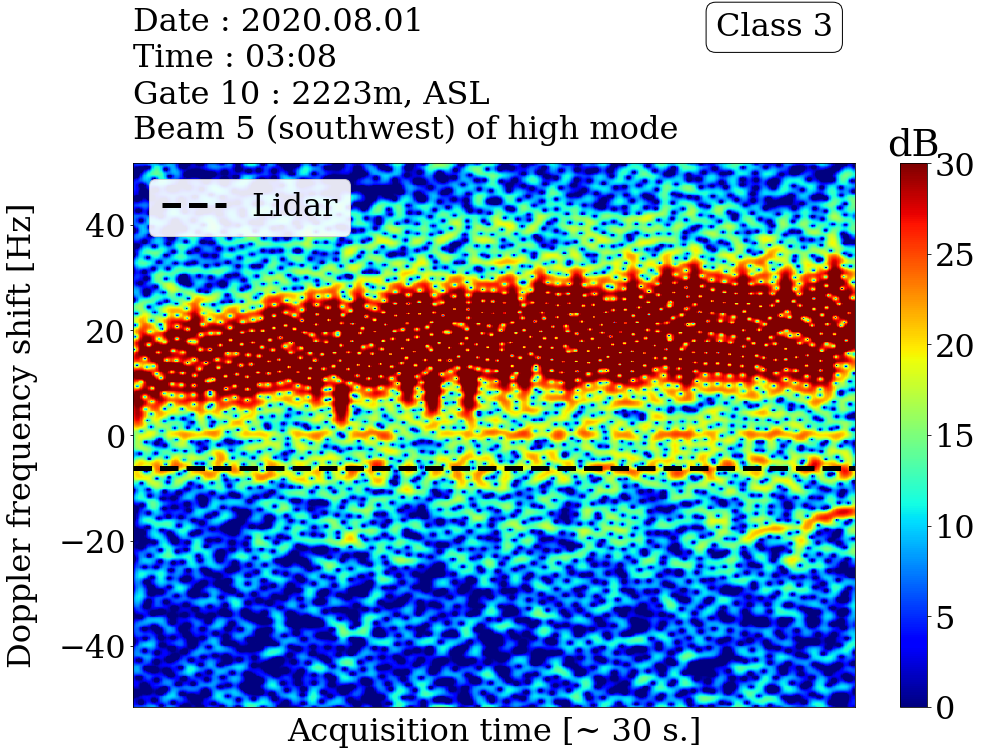 Date : 2020.08.01
Time : 03:08
Gate 10 : 2223m, ASL
Beam 5 (southwest) of high mode
Class 3
dB
Lidar
Doppler frequency shift [Hz]
40
20
0
−20
−40
30
25
20
15
10
5
0
Acquisition time [~ 30 s.]